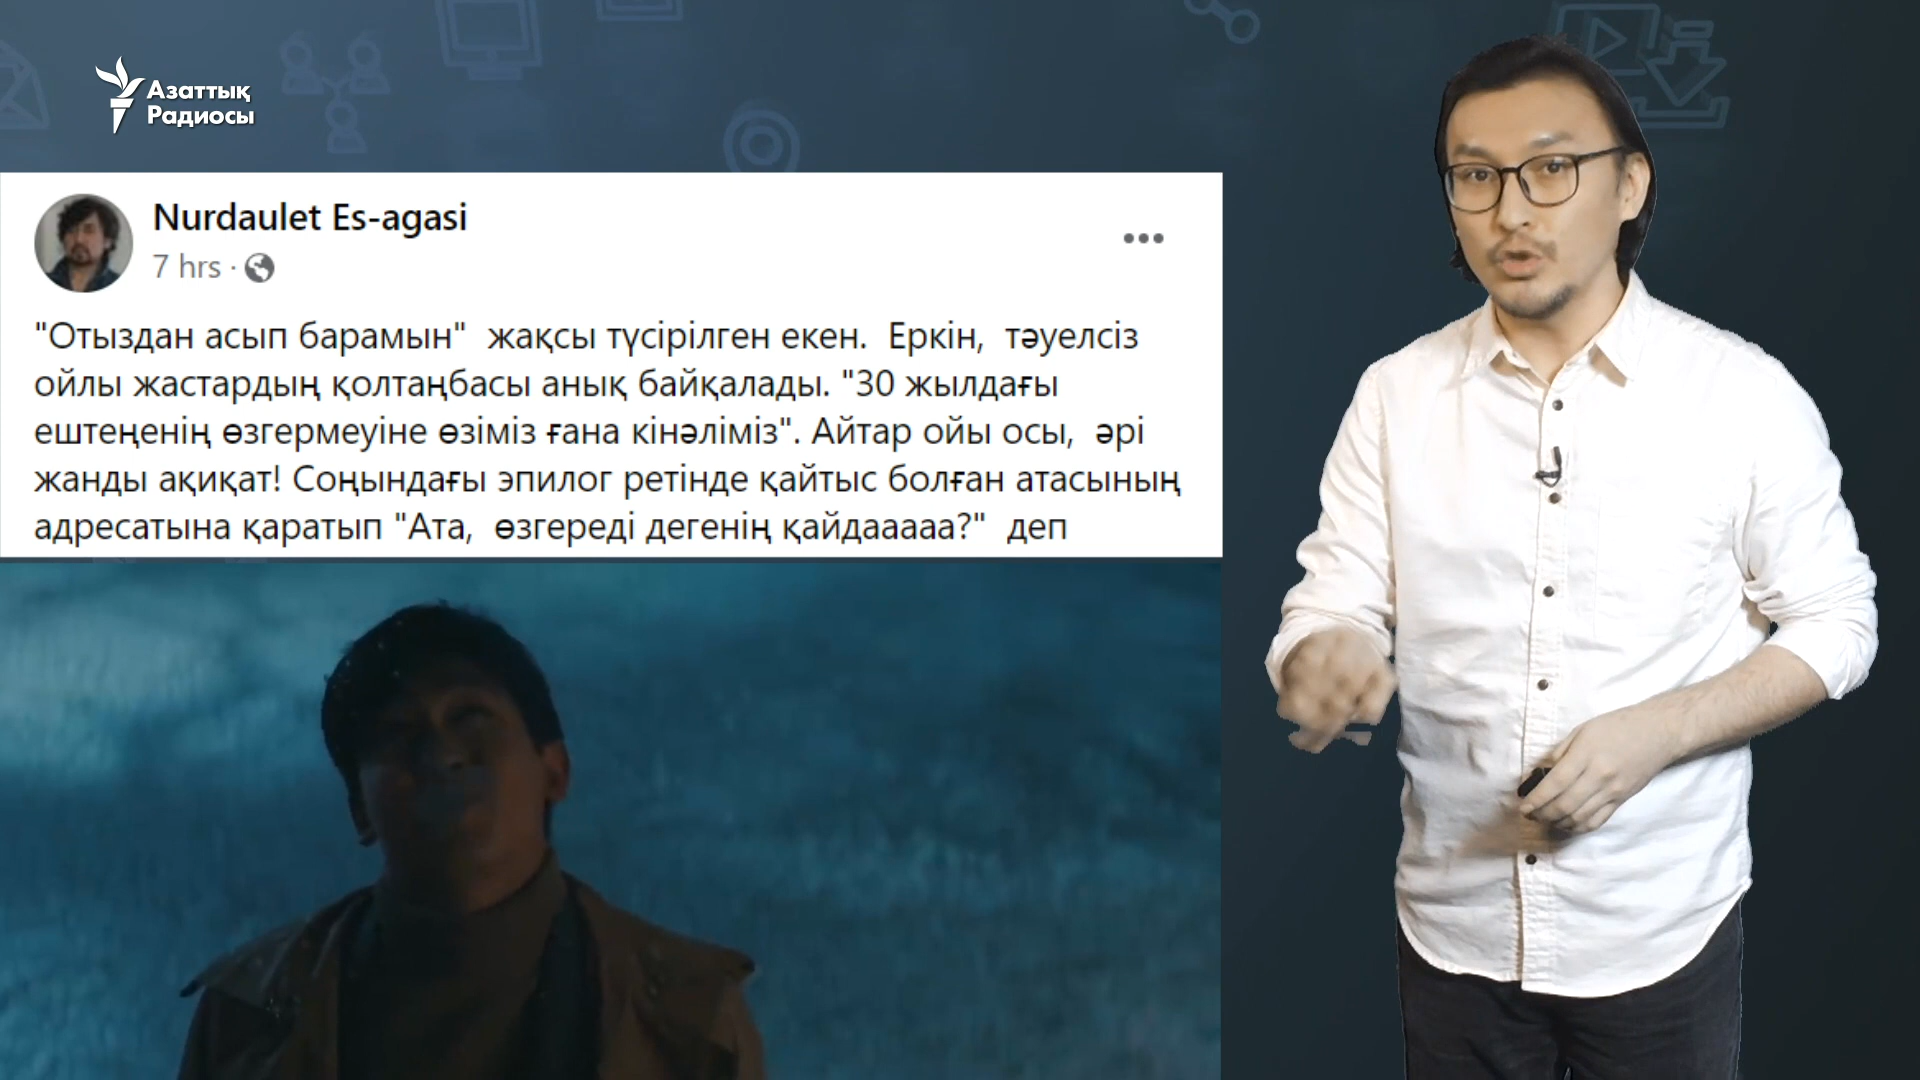 Азаттық
Радиосы
Nurdaulet Es-agasi
7 hrs ·
"Отыздан асып барамын" жақсы түсірілген екен. Еркін, тәуелсіз
ойлы жастардың қолтаңбасы анық байқалады. "30 жылдағы
ештеңенің өзгермеуіне өзіміз ғана кінәліміз". Айтар ойы осы, әрі
жанды ақиқат! Соңындағы эпилог ретінде қайтыс болған атасының
адресатына қаратып "Ата, өзгереді дегенің қайдааааа?" деп